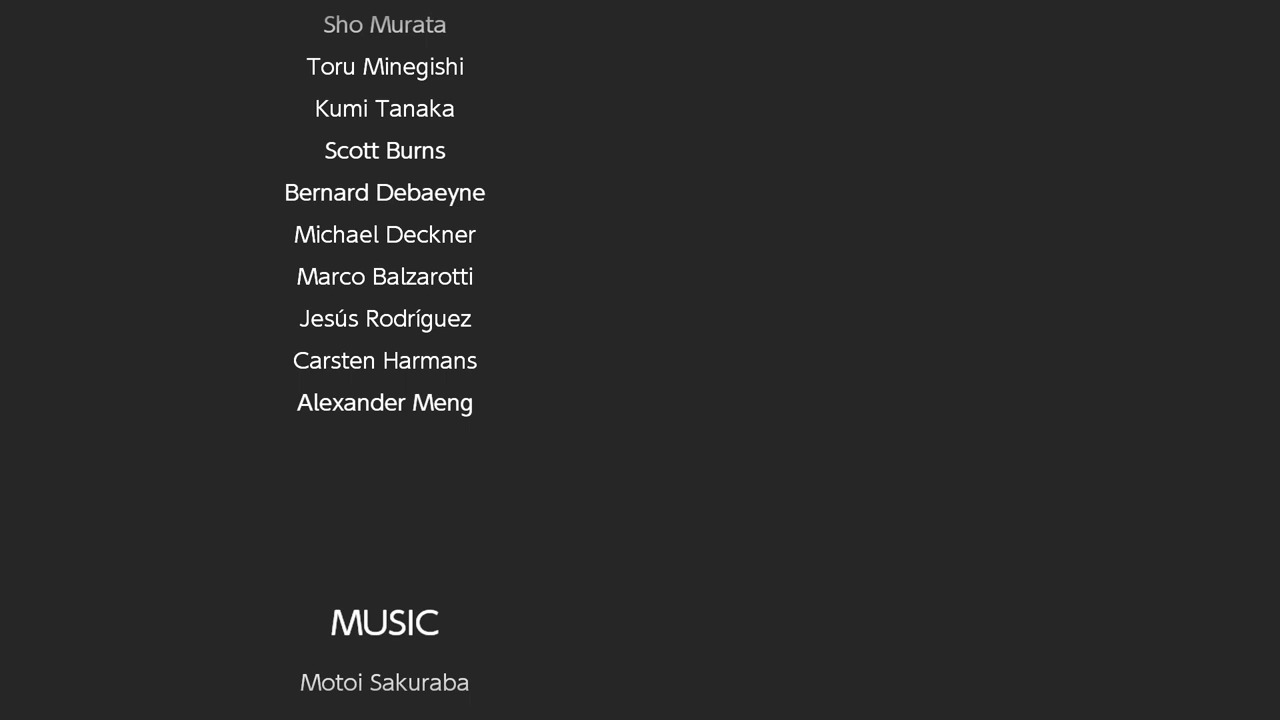 Sho Murata
Toru Minegishi
Kumi Tanaka
Scott Burns
Bernard Debaeyne
Michael Deckner
Marco Balzarotti
Jesús Rodríguez
Carsten Harmans
Alexander Meng
MUSIC
Motoi Sakuraba